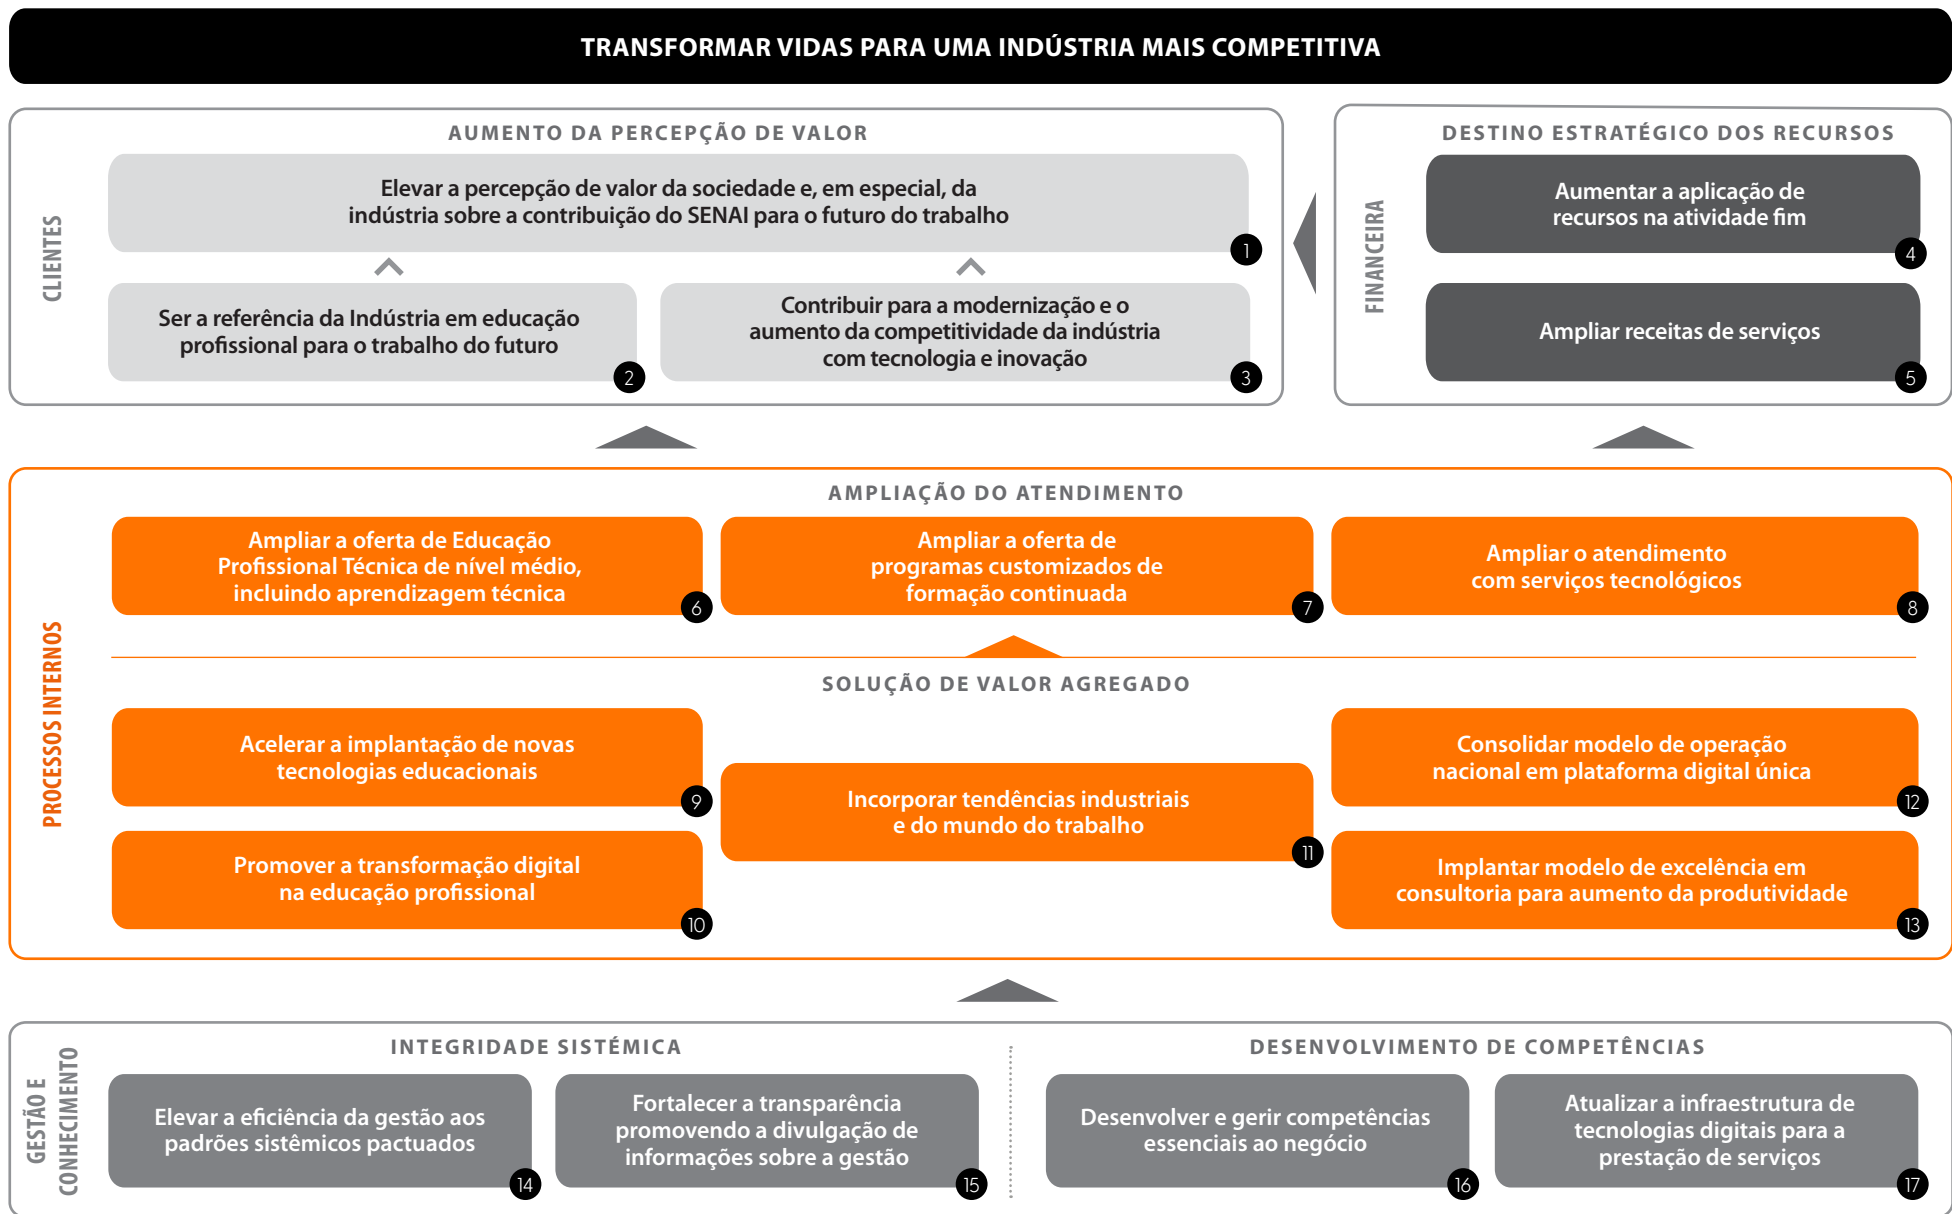 TRANSFORMAR VIDAS PARA UMA INDÚSTRIA MAIS COMPETITIVA
CLIENTES
AUMENTO DA PERCEPÇÃO DE VALOR
Elevar a percepção de valor da sociedade e, em especial, da
indústria sobre a contribuição do SENAI para o futuro do trabalho
1
Ser a referência da Indústria em educação
profissional para o trabalho do futuro
2
Contribuir para a modernização e o
aumento da competitividade da indústria
com tecnologia e inovação
3
FINANCEIRA
DESTINO ESTRATÉGICO DOS RECURSOS
Aumentar a aplicação de
recursos na atividade fim
4
Ampliar receitas de serviços
5
PROCESSOS INTERNOS
AMPLIAÇÃO DO ATENDIMENTO
Ampliar a oferta de Educação
Profissional Técnica de nível médio,
incluindo aprendizagem técnica
6
Ampliar a oferta de
programas customizados de
formação continuada
7
Ampliar o atendimento
com serviços tecnológicos
8
SOLUÇÃO DE VALOR AGREGADO
Acelerar a implantação de novas
tecnologias educacionais
9
Promover a transformação digital
na educação profissional
10
Incorporar tendências industriais
e do mundo do trabalho
11
Consolidar modelo de operação
nacional em plataforma digital única
12
Implantar modelo de excelência em
consultoria para aumento da produtividade
13
GESTÃO E
CONHECIMENTO
INTEGRIDADE SISTÉMICA
Elevar a eficiência da gestão aos
padrões sistêmicos pactuados
14
Fortalecer a transparência
promovendo a divulgação de
informações sobre a gestão
15
DESENVOLVIMENTO DE COMPETÊNCIAS
Desenvolver e gerir competências
essenciais ao negócio
16
Atualizar a infraestrutura de
tecnologias digitais para a
prestação de serviços
17